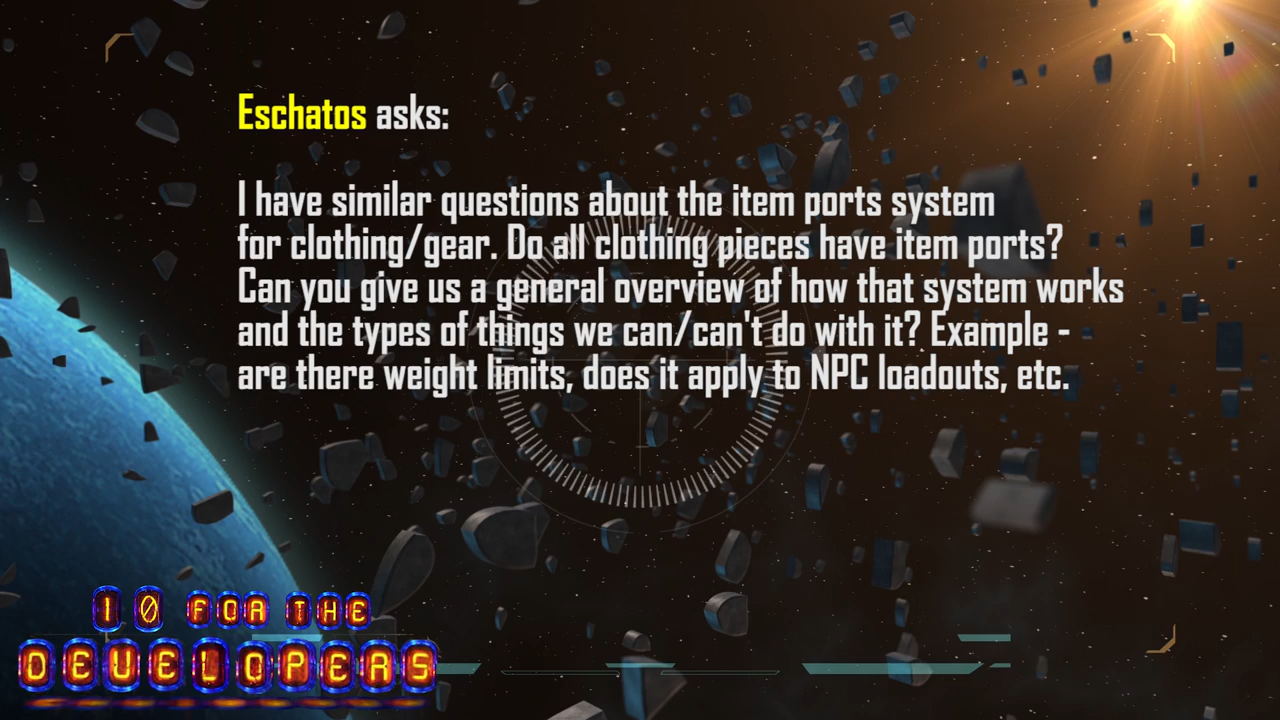 Eschatos asks:
I have similar questions about the item ports system
for clothing/gear. Do all clothing pieces have item ports?
Can you give us a general overview of how that system works
and the types of things we can/can't do with it? Example -
are there weight limits, does it apply to NPC loadouts, etc.
10 FOR THE
DEVELOPERS